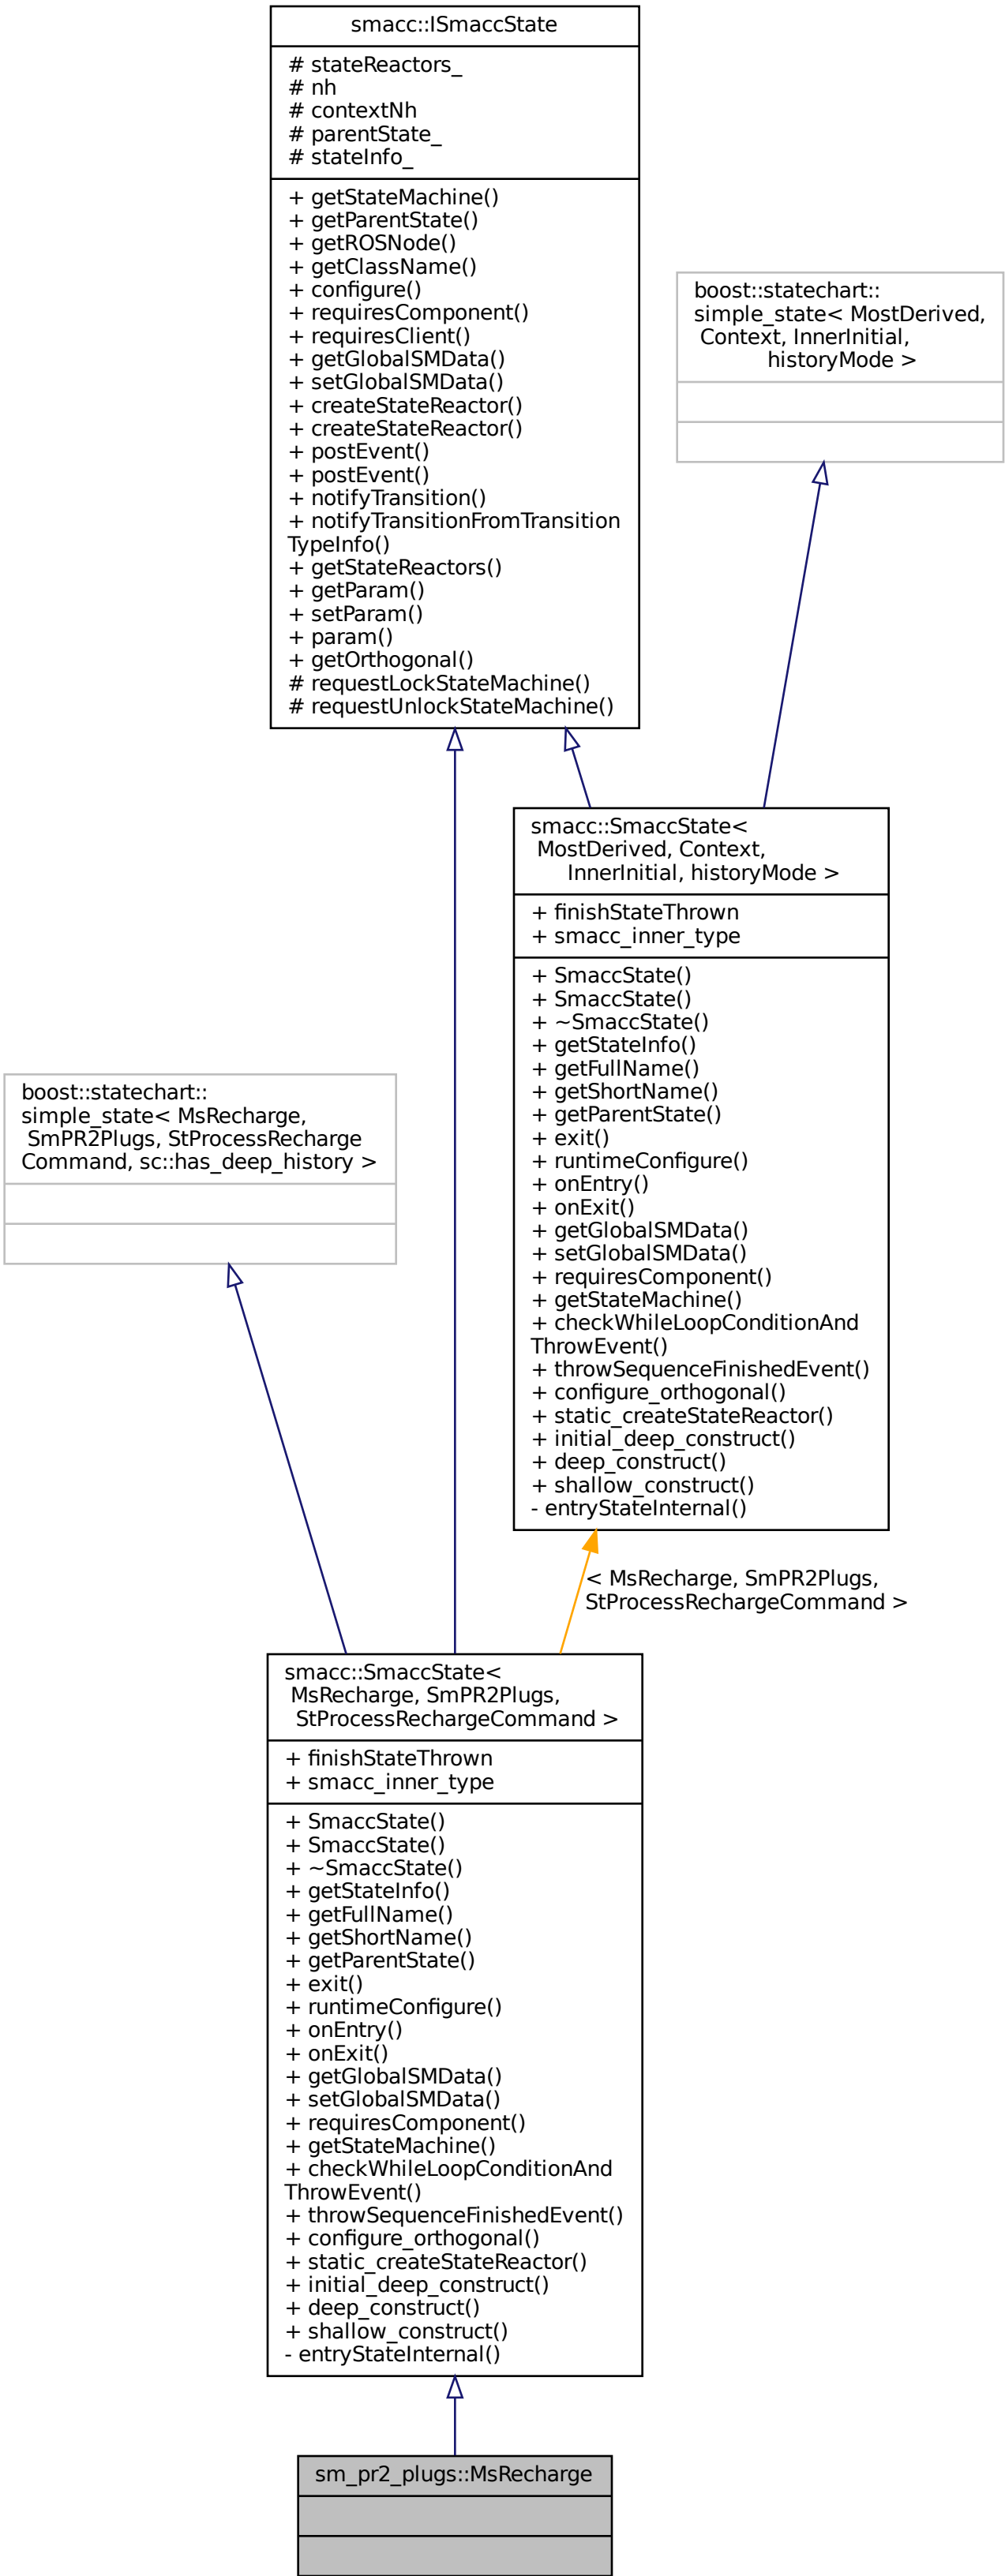 smacc::ISmaccState
# stateReactors_
# nh
# contextNh
# parentState_
# stateInfo_
+ getStateMachine()
+ getParentState()
+ getROSNode()
+ getClassName()
+ configure()
+ requiresComponent()
+ requiresClient()
+ getGlobalSMData()
+ setGlobalSMData()
+ createStateReactor()
+ createStateReactor()
+ postEvent()
+ postEvent()
+ notifyTransition()
+ notifyTransitionFromTransition
TypeInfo()
+ getStateReactors()
+ getParam()
+ setParam()
+ param()
+ getOrthogonal()
# requestLockStateMachine()
# requestUnlockStateMachine()
boost::statechart::
simple_state< MostDerived,
Context, InnerInitial,
historyMode >
smacc::SmaccState<
MostDerived, Context,
InnerInitial, historyMode >
+ finishStateThrown
+ smacc_inner_type
+ SmaccState()
+ SmaccState()
+ ~SmaccState()
+ getStateInfo()
+ getFullName()
+ getShortName()
+ getParentState()
+ exit()
+ runtimeConfigure()
+ onEntry()
+ onExit()
+ getGlobalSMData()
+ setGlobalSMData()
+ requiresComponent()
+ getStateMachine()
+ checkWhileLoopConditionAnd
ThrowEvent()
+ throwSequenceFinishedEvent()
+ configure_orthogonal()
+ static_createStateReactor()
+ initial_deep_construct()
+ deep_construct()
+ shallow_construct()
- entryStateInternal()
boost::statechart::
simple_state< MsRecharge,
SmPR2Plugs, StProcessRecharge
Command, sc::has_deep_history >
< MsRecharge, SmPR2Plugs,
StProcessRechargeCommand >
smacc::SmaccState<
MsRecharge, SmPR2Plugs,
StProcessRechargeCommand >
+ finishStateThrown
+ smacc_inner_type
+ SmaccState()
+ SmaccState()
+ ~SmaccState()
+ getStateInfo()
+ getFullName()
+ getShortName()
+ getParentState()
+ exit()
+ runtimeConfigure()
+ onEntry()
+ onExit()
+ getGlobalSMData()
+ setGlobalSMData()
+ requiresComponent()
+ getStateMachine()
+ checkWhileLoopConditionAnd
ThrowEvent()
+ throwSequenceFinishedEvent()
+ configure_orthogonal()
+ static_createStateReactor()
+ initial_deep_construct()
+ deep_construct()
+ shallow_construct()
- entryStateInternal()
sm_pr2_plugs::MsRecharge